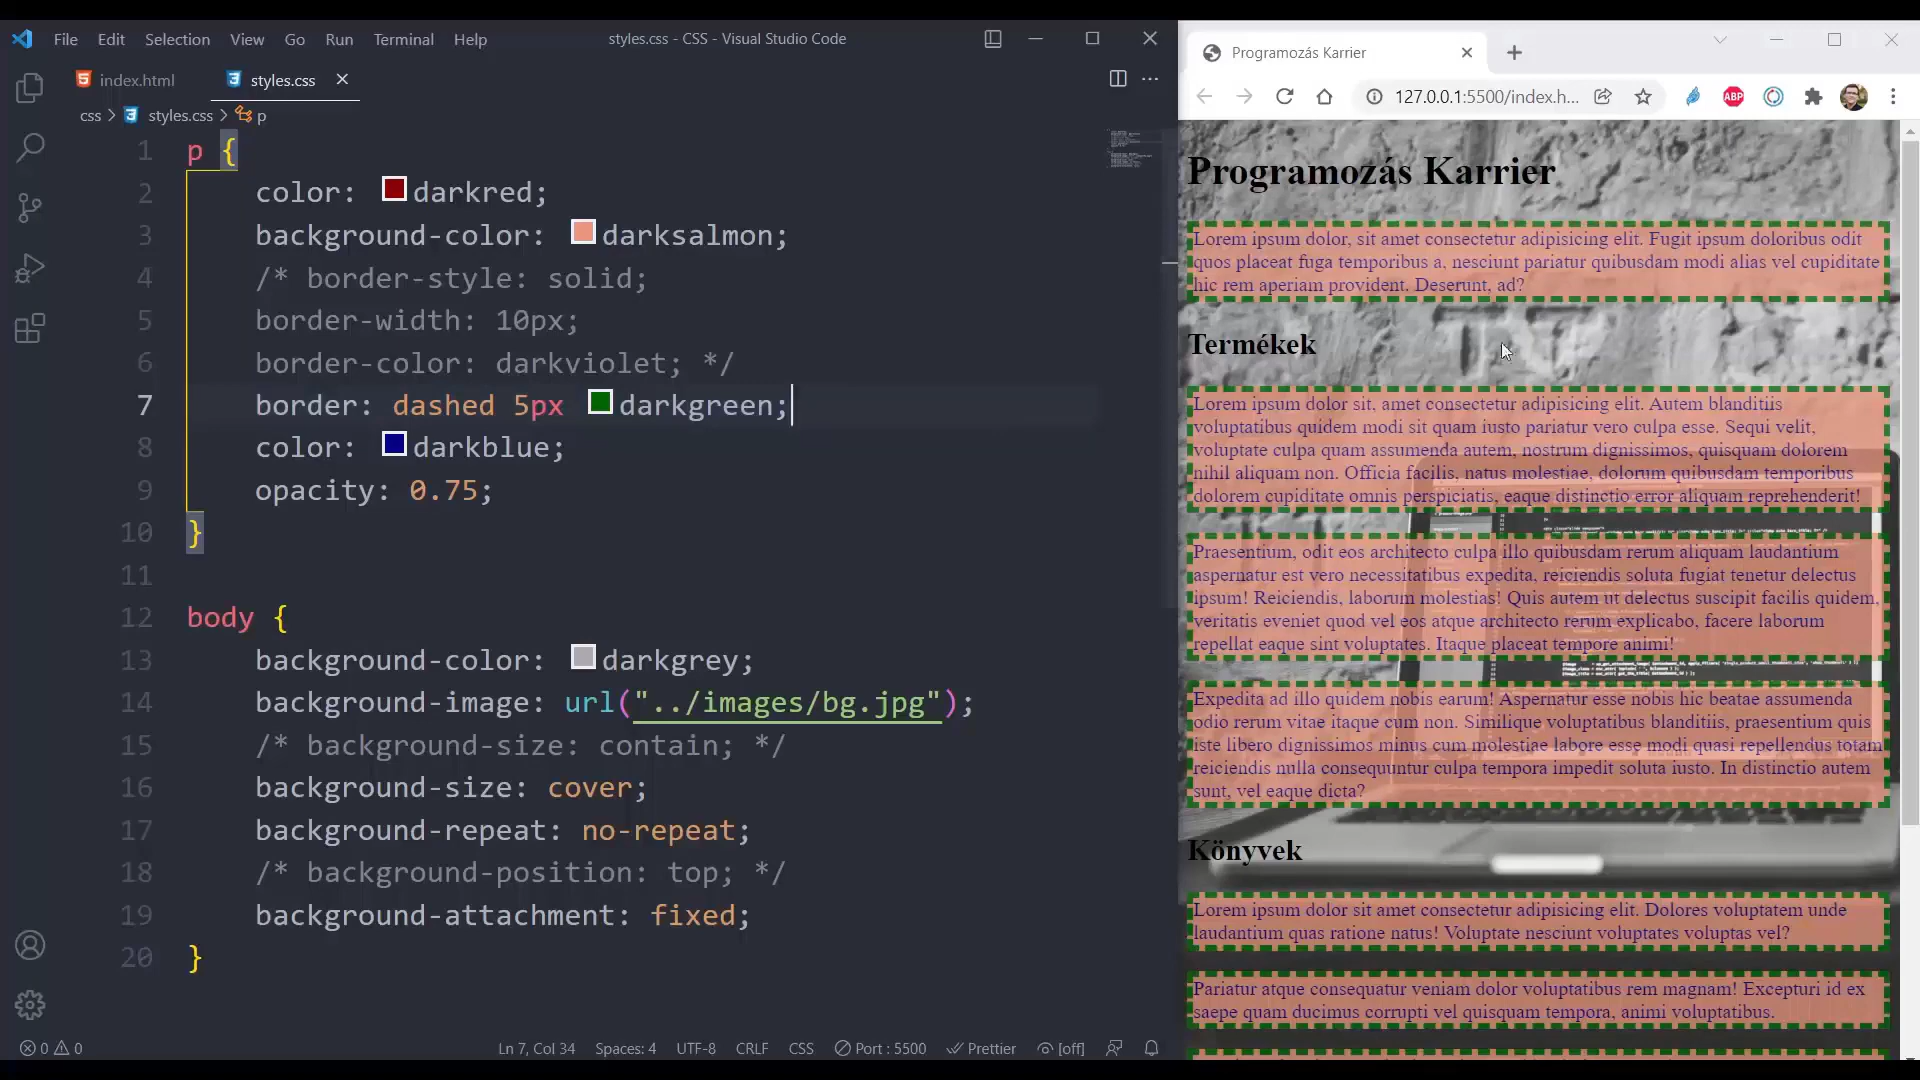 File Edit Selection View Go Run Terminal Help
styles.css - CSS - Visual Studio Code
index.html
styles.css
css > styles.css > p
1 p {
2 color: darkred;
3 background-color: darksalmon;
4 /* border-style: solid;
5 border-width: 10px;
6 border-color: darkviolet; */
7 border: dashed 5px darkgreen;
8 color: darkblue;
9 opacity: 0.75;
10 }
11
12 body {
13 background-color: darkgrey;
14 background-image: url("../images/bg.jpg");
15 /* background-size: contain; */
16 background-size: cover;
17 background-repeat: no-repeat;
18 /* background-position: top; */
19 background-attachment: fixed;
20 }
0 0
Ln 7, Col 34 Spaces: 4 UTF-8 CRLF CSS Port : 5500 Prettier [off]
Programozás Karrier
127.0.0.1:5500/index.h...
ABP
Programozás Karrier
Lorem ipsum dolor, sit amet consectetur adipisicing elit. Fugit ipsum doloribus odit
quos placeat fuga temporibus a, nesciunt pariatur quibusdam modi alias vel cupiditate
hic rem aperiam provident. Deserunt, ad?
Termékek
Lorem ipsum dolor sit, amet consectetur adipisicing elit. Autem blanditiis
voluptatibus quidem modi sit quam iusto pariatur vero culpa esse. Sequi velit,
voluptate culpa quam assumenda autem, nostrum dignissimos, quisquam dolorem
nihil aliquam non. Officia facilis, natus molestiae, dolorum quibusdam temporibus
dolorem cupiditate omnis perspiciatis, eaque distinctio error aliquam reprehenderit!
Praesentium, odit eos architecto culpa illo quibusdam rerum aliquam laudantium
aspernatur est vero necessitatibus expedita, reiciendis soluta fugiat tenetur delectus
ipsum! Reiciendis, laborum molestias! Quis autem ut delectus suscipit facilis quidem,
veritatis eveniet quod vel eos atque architecto rerum explicabo, facere laborum
repellat eaque sint voluptates. Itaque placeat tempore animi!
Expedita ad illo quidem nobis earum! Aspernatur esse nobis hic beatae assumenda
odio rerum vitae itaque cum non. Similique voluptatibus blanditiis, praesentium quis
iste libero dignissimos minus cum molestiae labore esse modi quasi repellendus totam
reiciendis nulla consequuntur culpa tempora impedit soluta iusto. In distinctio autem
sunt, vel eaque dicta?
Könyvek
Lorem ipsum dolor sit amet consectetur adipisicing elit. Dolores voluptatem unde
laudantium quas ratione natus! Voluptate nesciunt voluptates voluptas vel?
Pariatur atque consequatur veniam dolor voluptatibus rem magnam! Excepturi id ex
saepe quam ducimus corrupti vel quisquam tempora, animi voluptatibus.